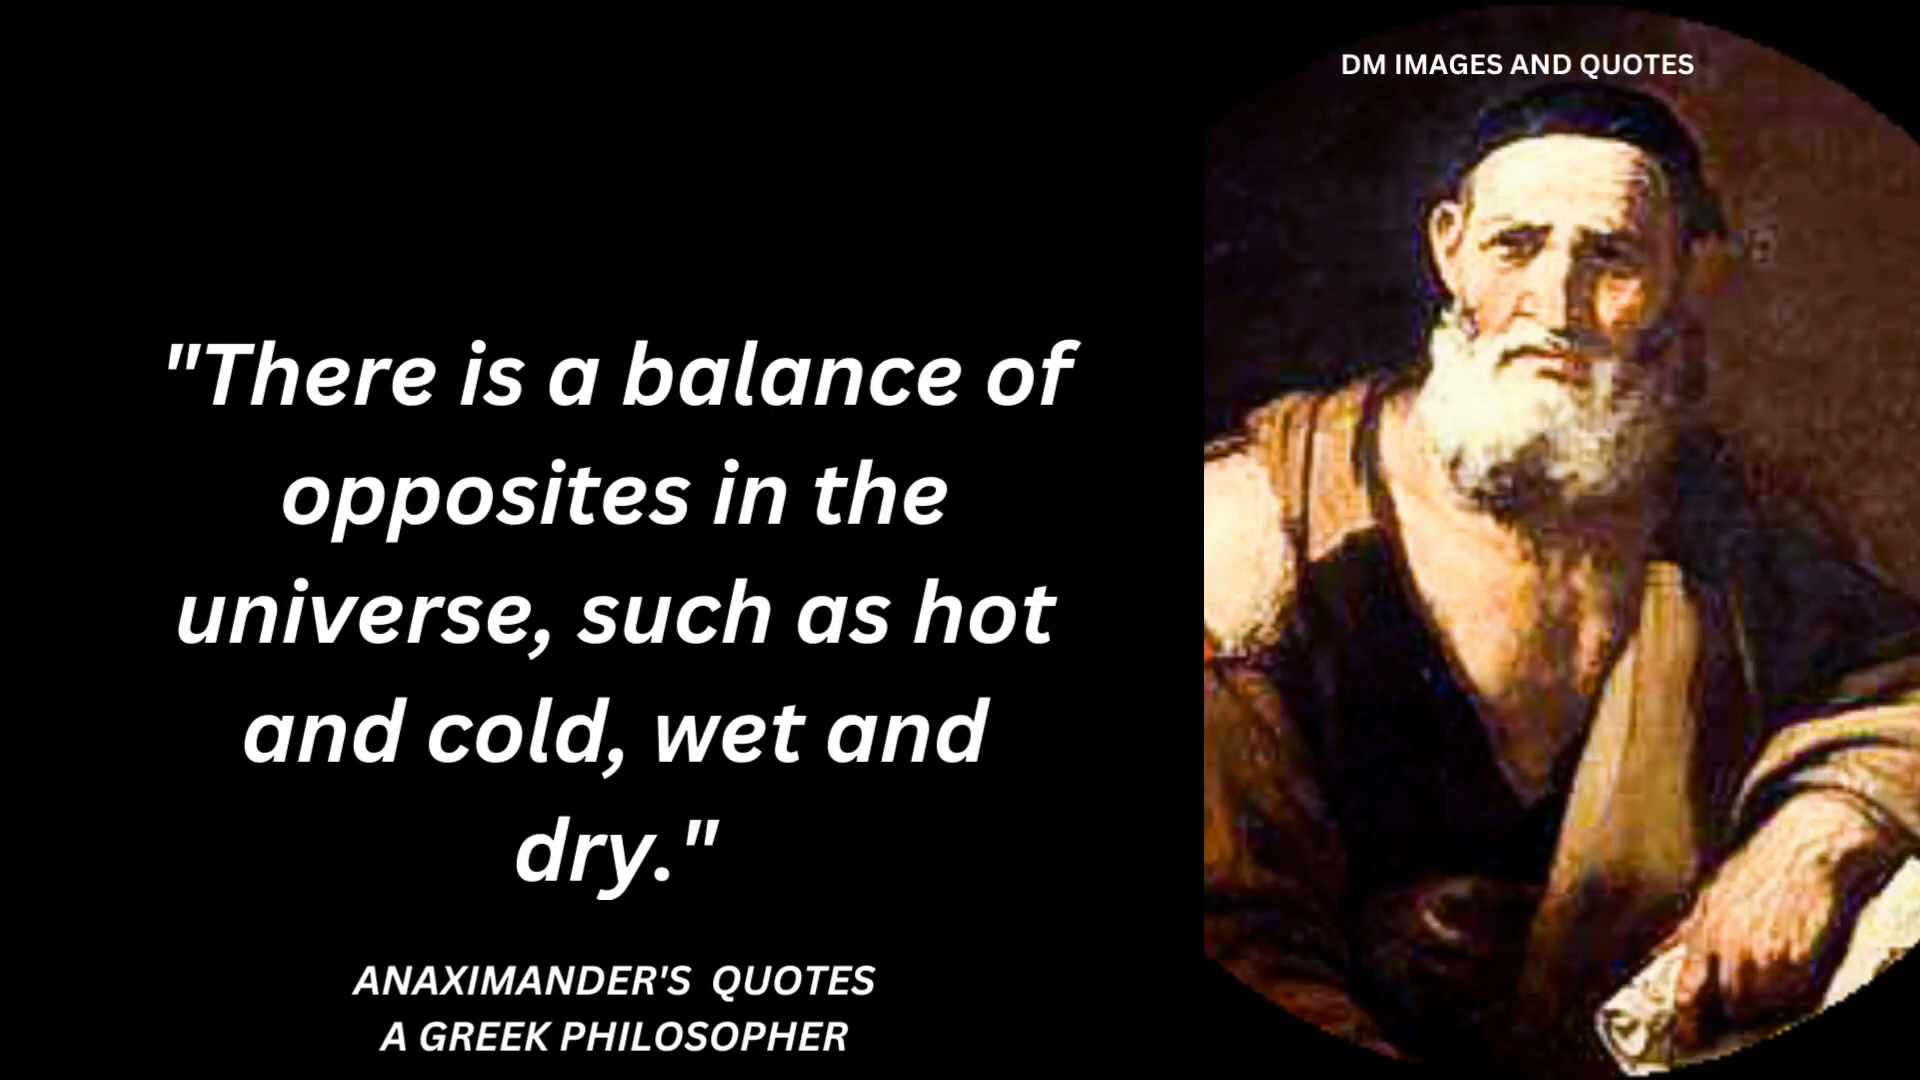 DM IMAGES AND QUOTES
"There is a balance of
opposites in the
universe, such as hot
and cold, wet and
dry."
ANAXIMANDER'S QUOTES
A GREEK PHILOSOPHER